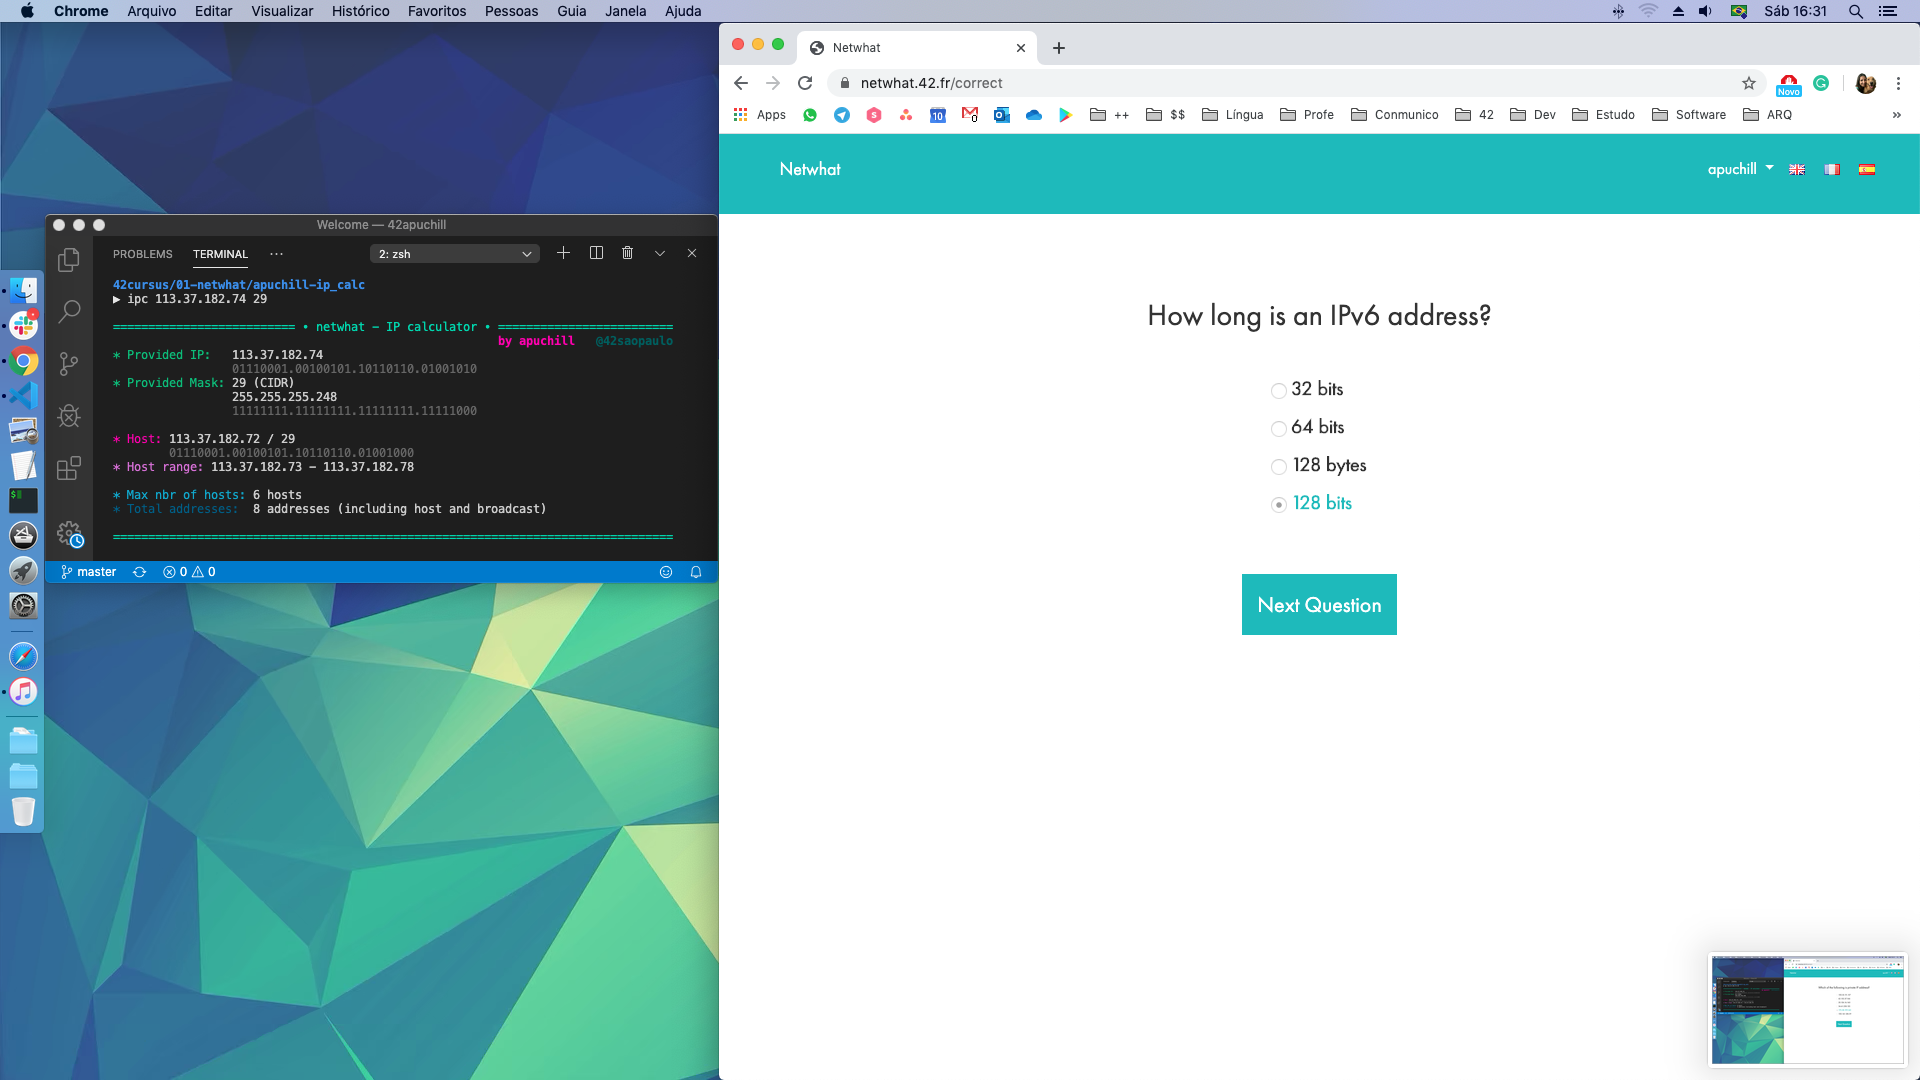 Chrome Arquivo Editar Visualizar Histórico Favoritos Pessoas Guia Janela Ajuda
Sáb 16:31
Welcome — 42apuchill
PROBLEMS TERMINAL ··· 2: zsh
42cursus/01-netwhat/apuchill-ip_calc
▶ ipc 113.37.182.74 29
========================== • netwhat - IP calculator • =========================
by apuchill @42saopaulo
* Provided IP: 113.37.182.74
01110001.00100101.10110110.01001010
* Provided Mask: 29 (CIDR)
255.255.255.248
11111111.11111111.11111111.11111000
* Host: 113.37.182.72 / 29
01110001.00100101.10110110.01001000
* Host range: 113.37.182.73 - 113.37.182.78
* Max nbr of hosts: 6 hosts
* Total addresses: 8 addresses (including host and broadcast)
================================================================================
master 0 0
Netwhat
netwhat.42.fr/correct
Novo
Apps ++ $$ Língua Profe Conmunico 42 Dev Estudo Software ARQ »
Netwhat
apuchill
How long is an IPv6 address?
32 bits
64 bits
128 bytes
128 bits
Next Question